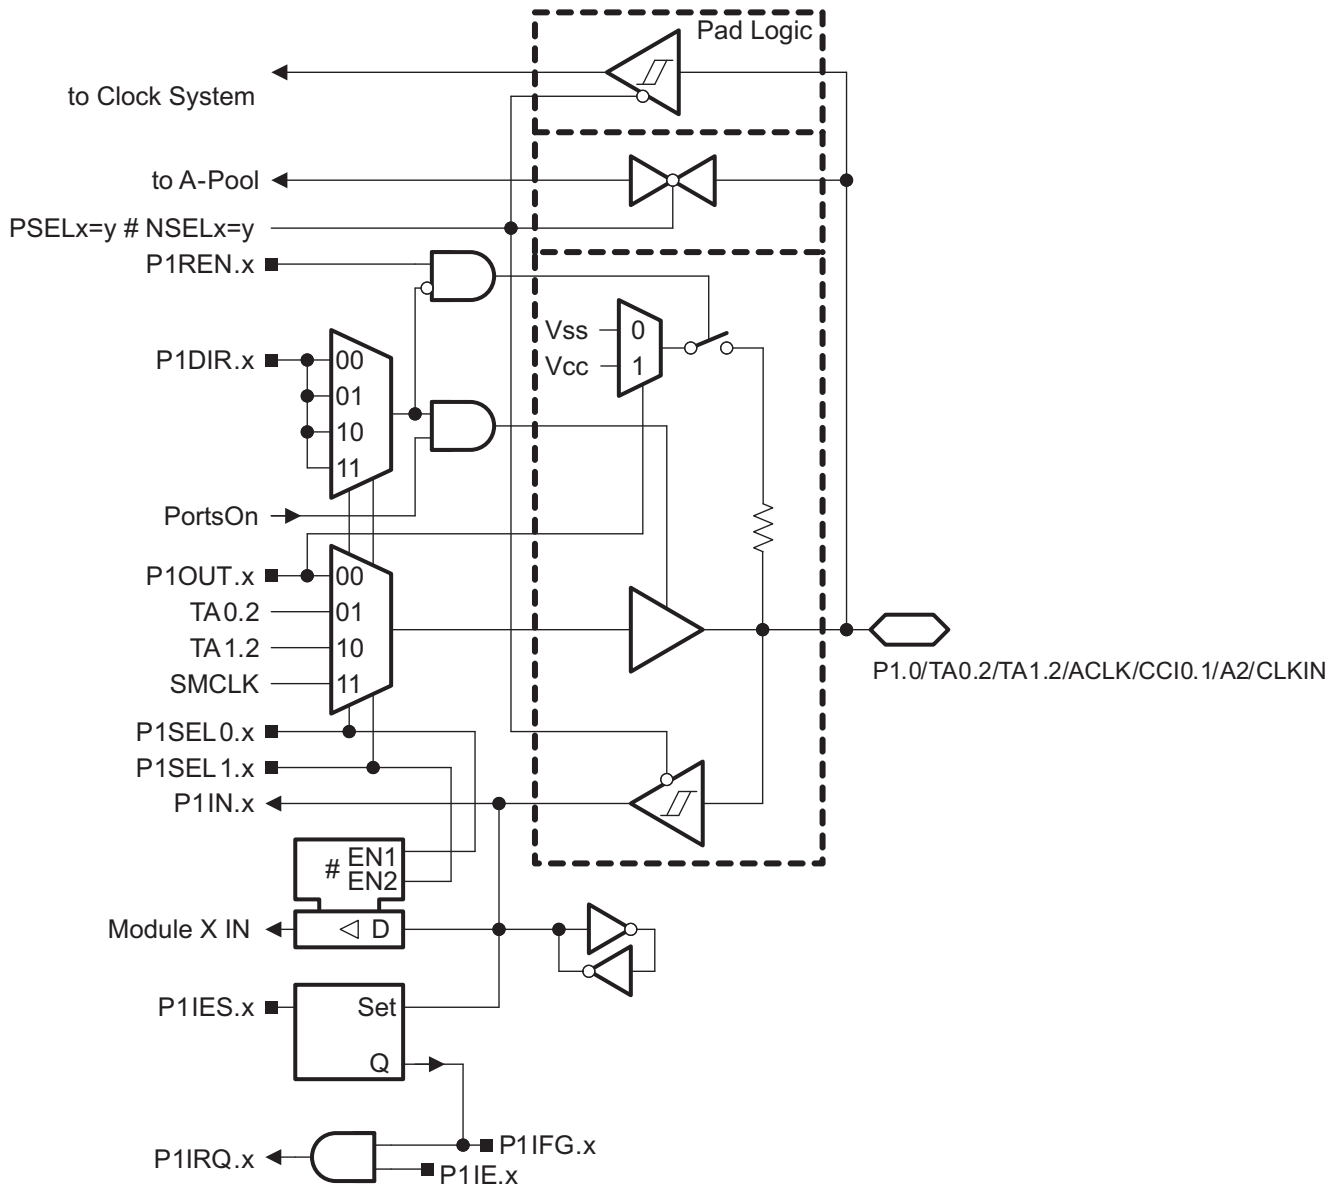 Pad Logic
to Clock System
to A-Pool
PSELx=y # NSELx=y
P1REN.x
Vss
0
Vcc
1
P1DIR.x
00
01
10
11
PortsOn
P1OUT.x
00
TA0.2
01
TA1.2
10
SMCLK
11
P1.0/TA0.2/TA1.2/ACLK/CCI0.1/A2/CLKIN
P1SEL0.x
P1SEL1.x
P1IN.x
# EN1
EN2
Module X IN
D
P1IES.x
Set
Q
P1IRQ.x
P1IFG.x
P1IE.x